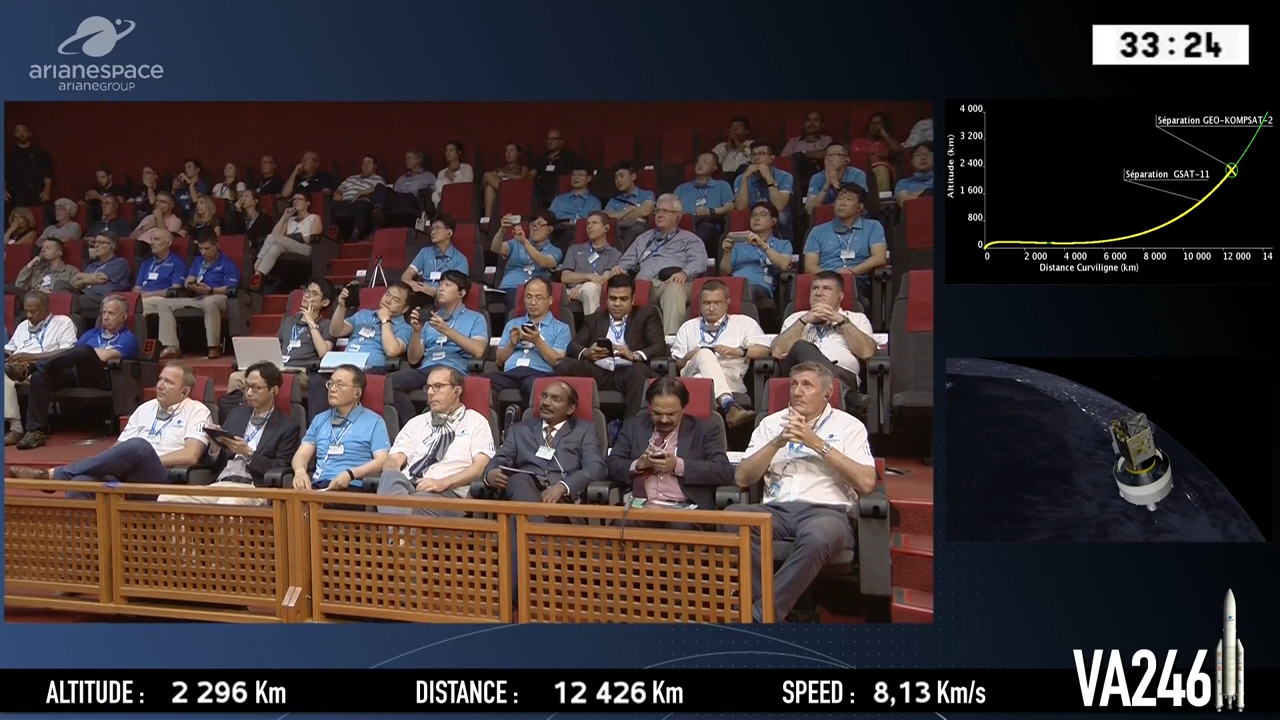 arianespace
arianeGROUP
33:24
4 000
3 200
2 400
1 600
800
0
Altitude (km)
Séparation GEO-KOMPSAT-2
Séparation GSAT-11
0 2 000 4 000 6 000 8 000 10 000 12 000 14
Distance Curviligne (km)
B
VA246
ALTITUDE : 2 296 Km DISTANCE : 12 426 Km SPEED : 8,13 Km/s